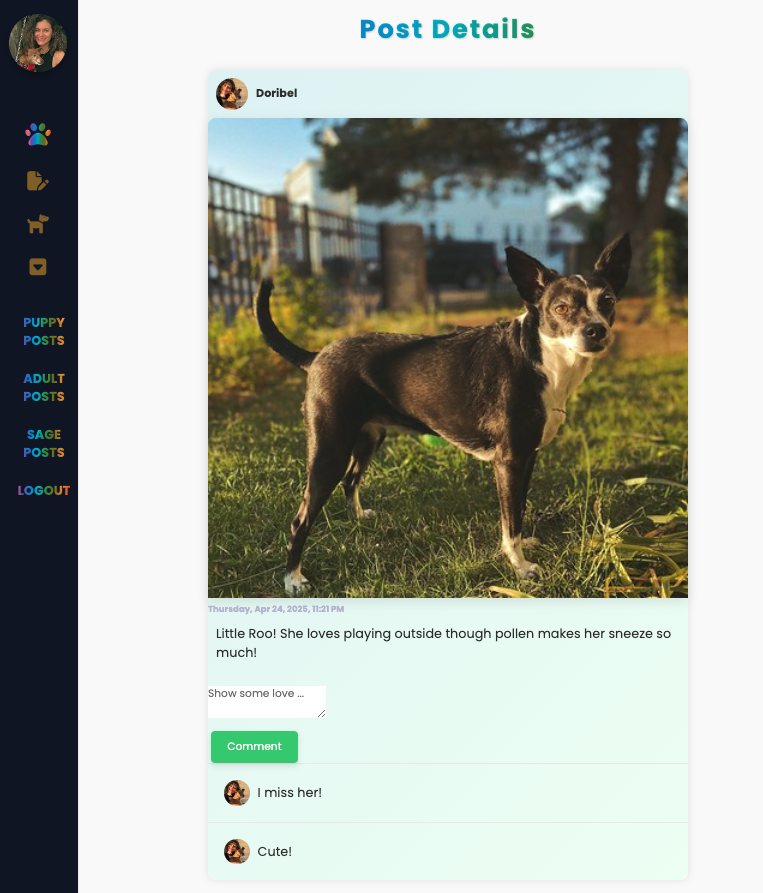 Post Details
Doribel
PUPPY
POSTS
ADULT
POSTS
SAGE
POSTS
LOGOUT
Thursday, Apr 24, 2025, 11:21 PM
Little Roo! She loves playing outside though pollen makes her sneeze so
much!
Show some love ...
Comment
I miss her!
Cute!